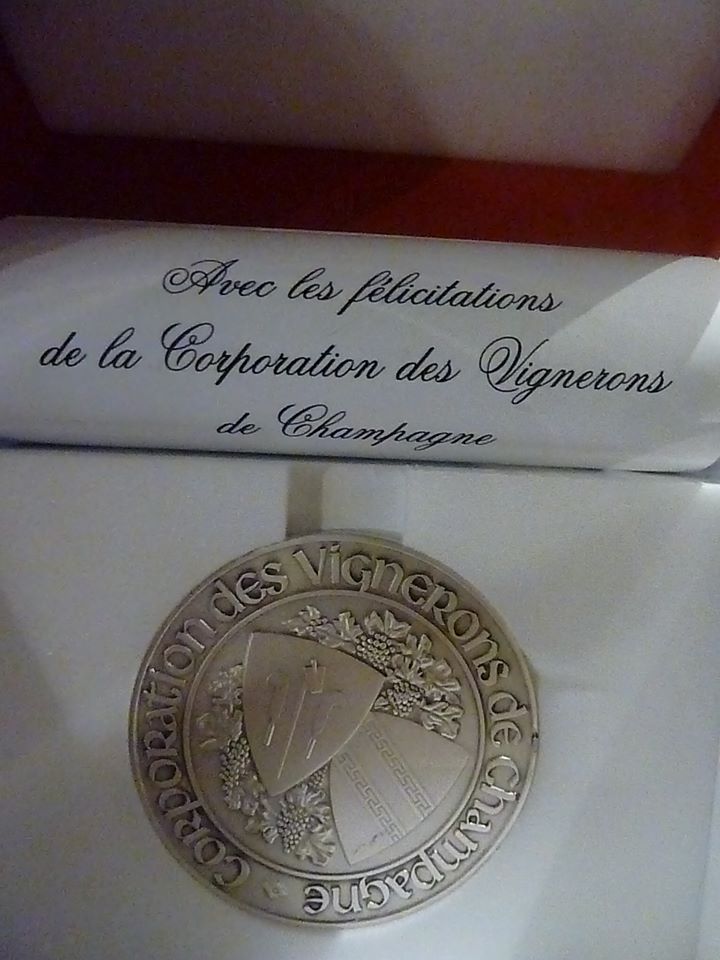 Avec les félicitations
de la Corporation des Vignerons
de Champagne
Corporation des Vignerons de Champagne